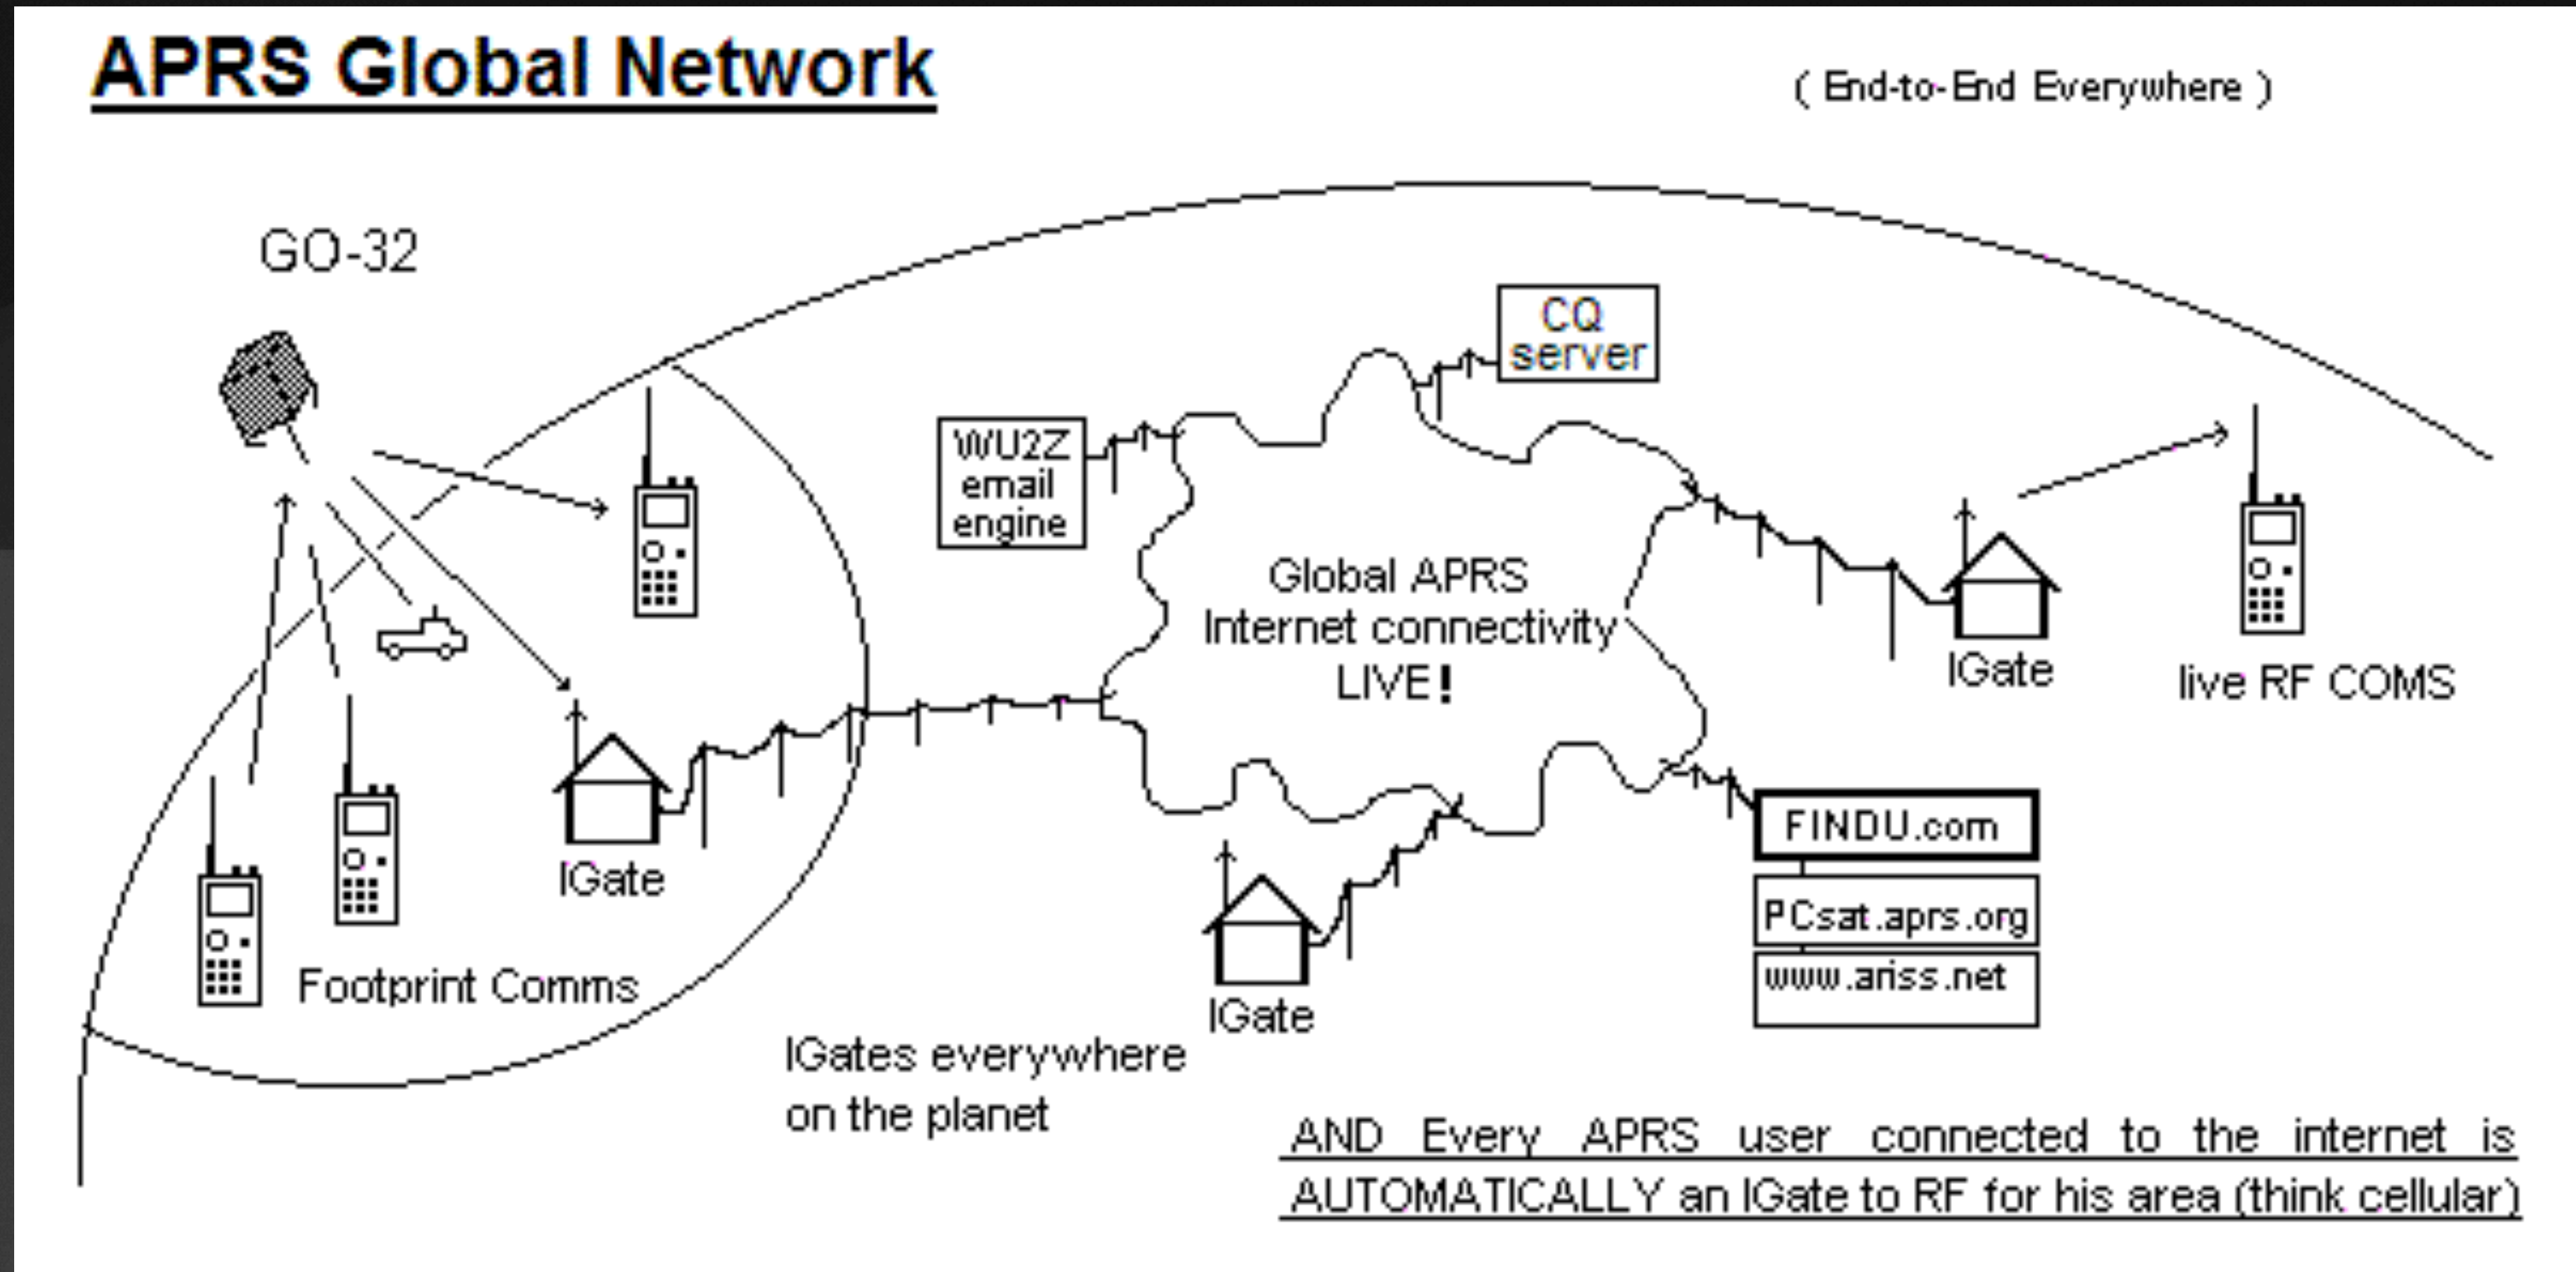 APRS Global Network
( End-to-End Everywhere )
GO-32
CQ
server
WU2Z
email
engine
Global APRS
Internet connectivity
LIVE!
IGate
live RF COMS
IGate
FINDU.com
PCsat.aprs.org
www.ariss.net
Footprint Comms
IGate
IGates everywhere
on the planet
AND Every APRS user connected to the internet is
AUTOMATICALLY an IGate to RF for his area (think cellular)